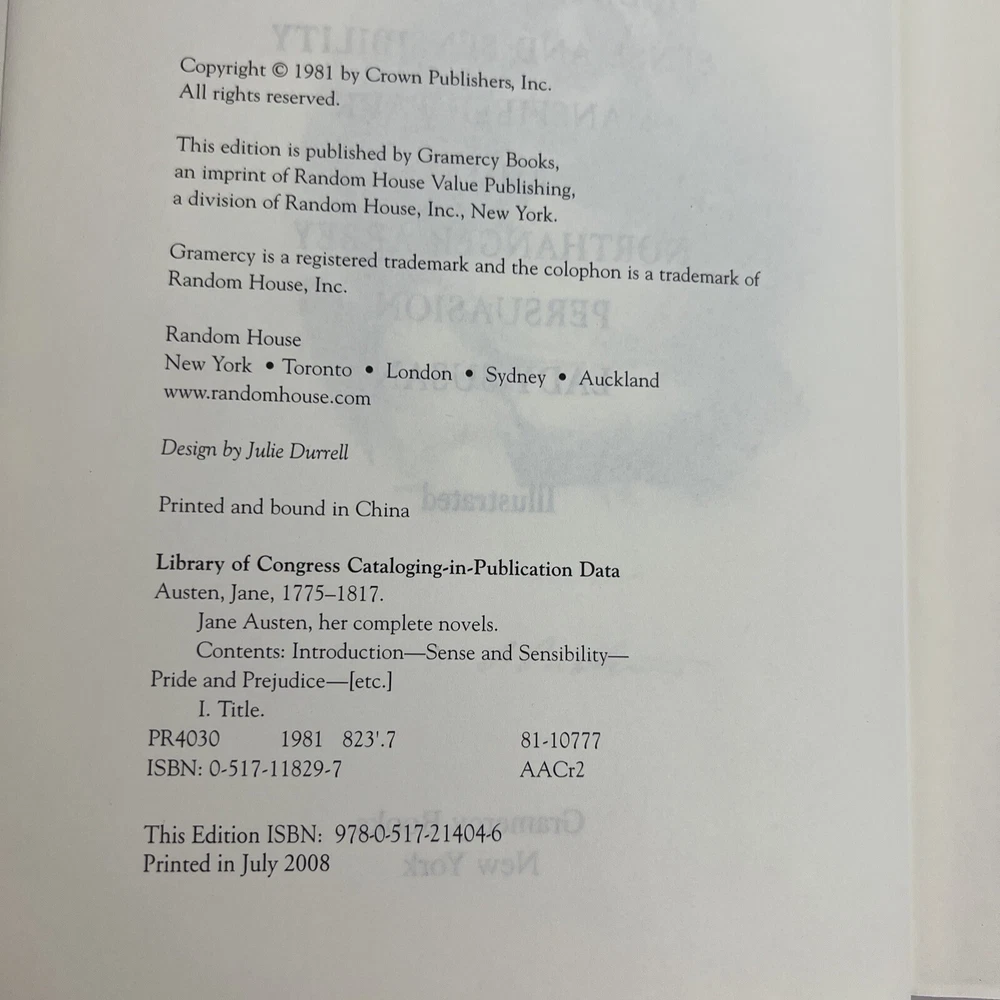 Copyright © 1981 by Crown Publishers, Inc.
All rights reserved.
This edition is published by Gramercy Books,
an imprint of Random House Value Publishing,
a division of Random House, Inc., New York.
Gramercy is a registered trademark and the colophon is a trademark of
Random House, Inc.
Random House
New York • Toronto • London • Sydney • Auckland
www.randomhouse.com
Design by Julie Durrell
Printed and bound in China
Library of Congress Cataloging-in-Publication Data
Austen, Jane, 1775–1817.
Jane Austen, her complete novels.
Contents: Introduction—Sense and Sensibility—
Pride and Prejudice—[etc.]
I. Title.
PR4030 1981 823'.7 81-10777
ISBN: 0-517-11829-7 AACr2
This Edition ISBN: 978-0-517-21404-6
Printed in July 2008